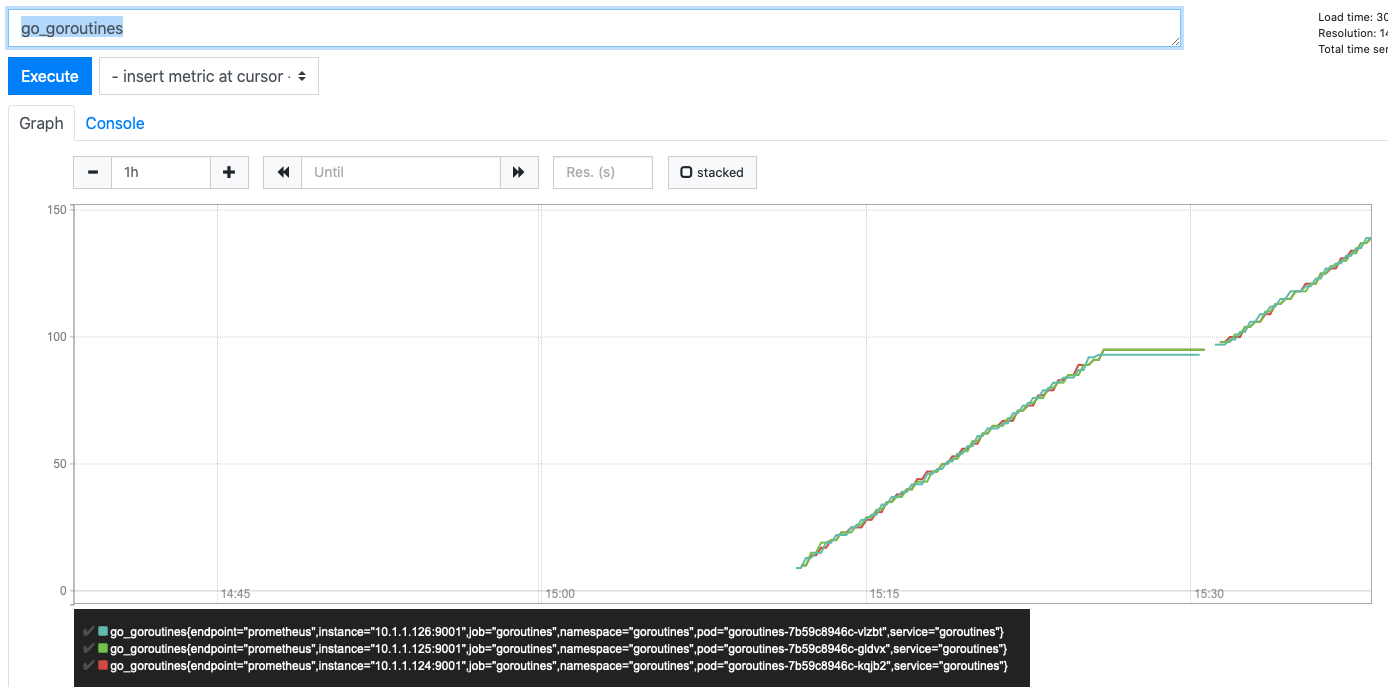 go_goroutines
Load time: 30
Resolution: 14
Total time ser
Execute
- insert metric at cursor -
Graph Console
1h Until Res. (s) stacked
150
100
50
0
14:45 15:00 15:15 15:30
go_goroutines{endpoint="prometheus",instance="10.1.1.126:9001",job="goroutines",namespace="goroutines",pod="goroutines-7b59c8946c-vlzbt",service="goroutines"}
go_goroutines{endpoint="prometheus",instance="10.1.1.125:9001",job="goroutines",namespace="goroutines",pod="goroutines-7b59c8946c-gldvx",service="goroutines"}
go_goroutines{endpoint="prometheus",instance="10.1.1.124:9001",job="goroutines",namespace="goroutines",pod="goroutines-7b59c8946c-kqjb2",service="goroutines"}